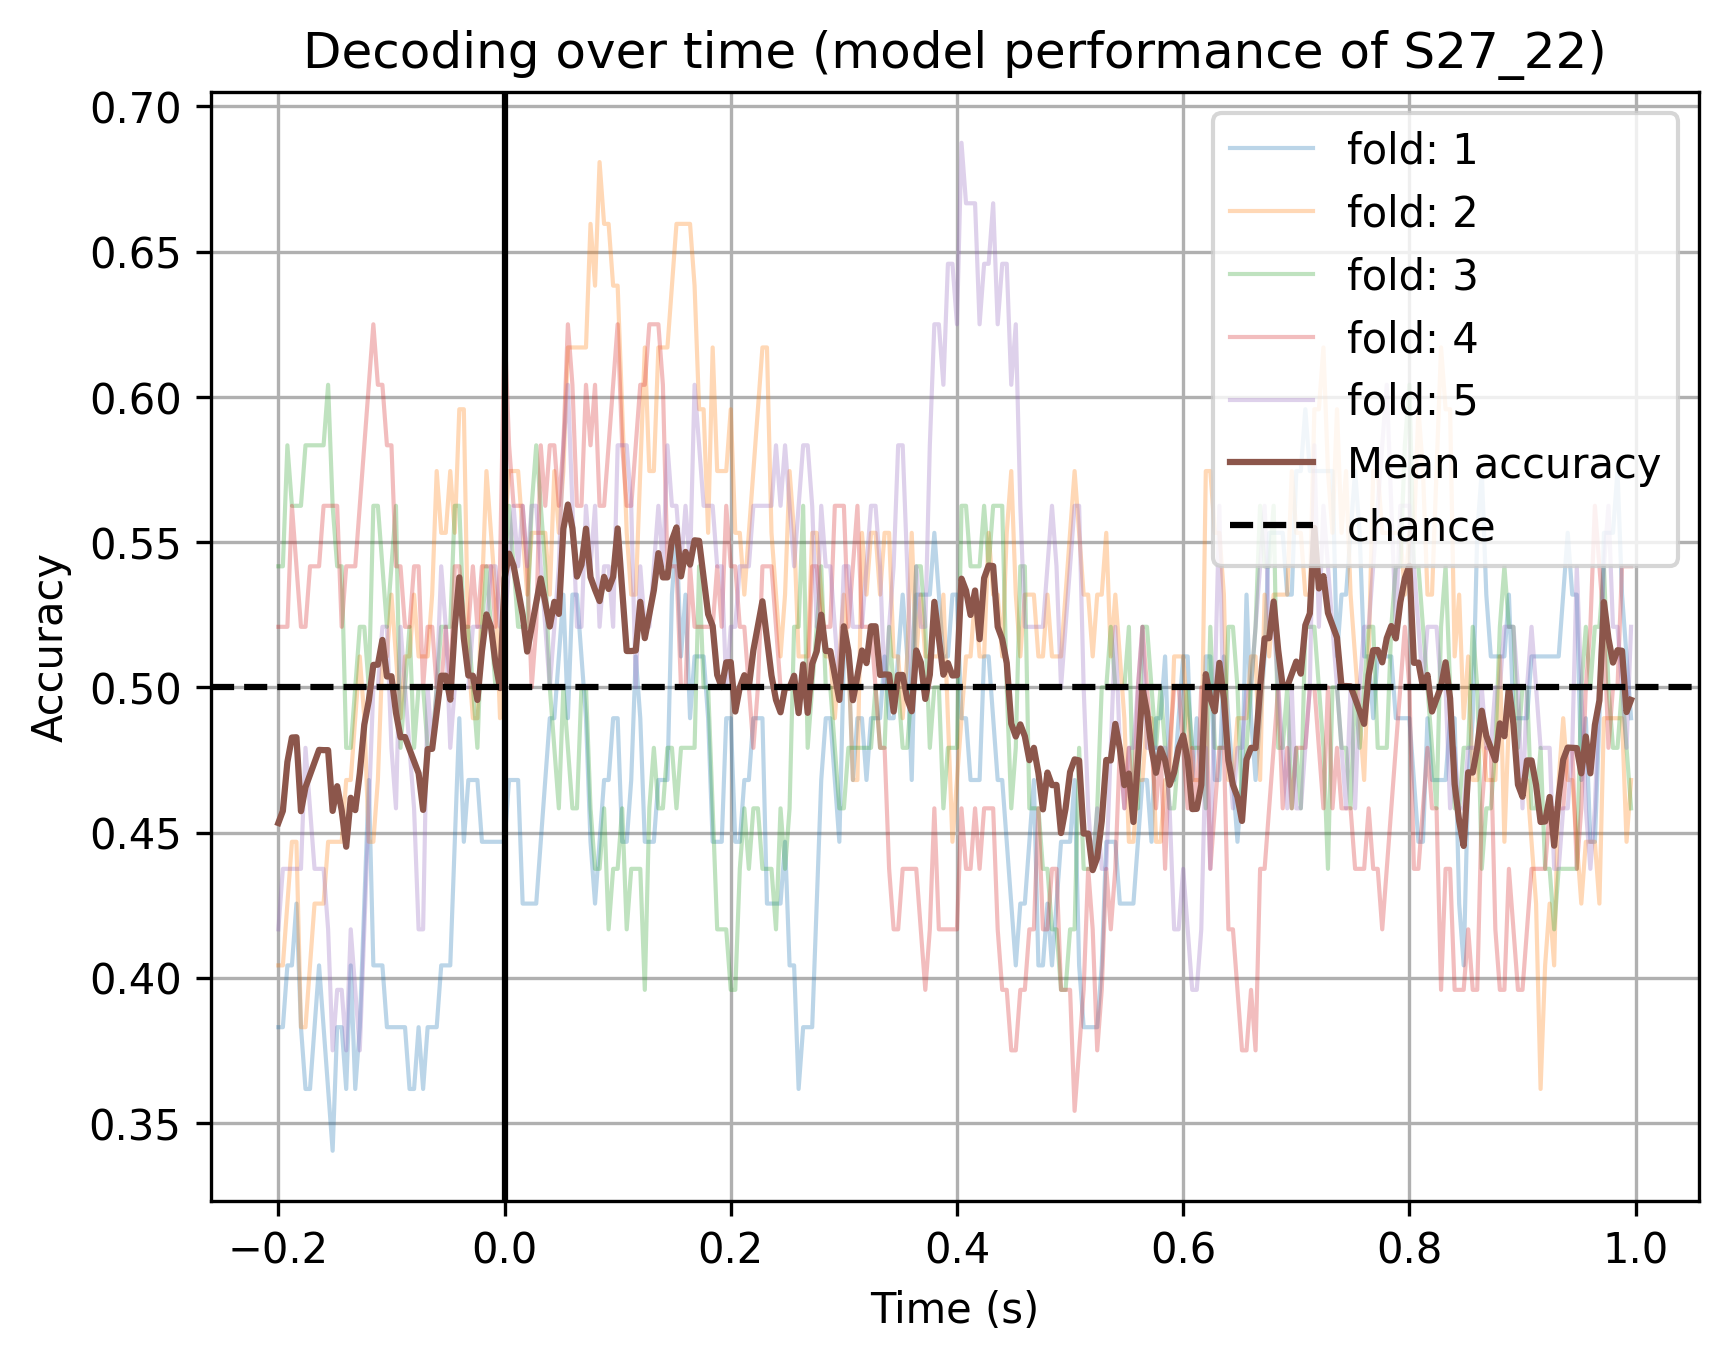 Decoding over time (model performance of S27_22)
0.70
0.65
0.60
0.55
0.50
0.45
0.40
0.35
Accuracy
fold: 1
fold: 2
fold: 3
fold: 4
fold: 5
Mean accuracy
chance
−0.2 0.0 0.2 0.4 0.6 0.8 1.0
Time (s)